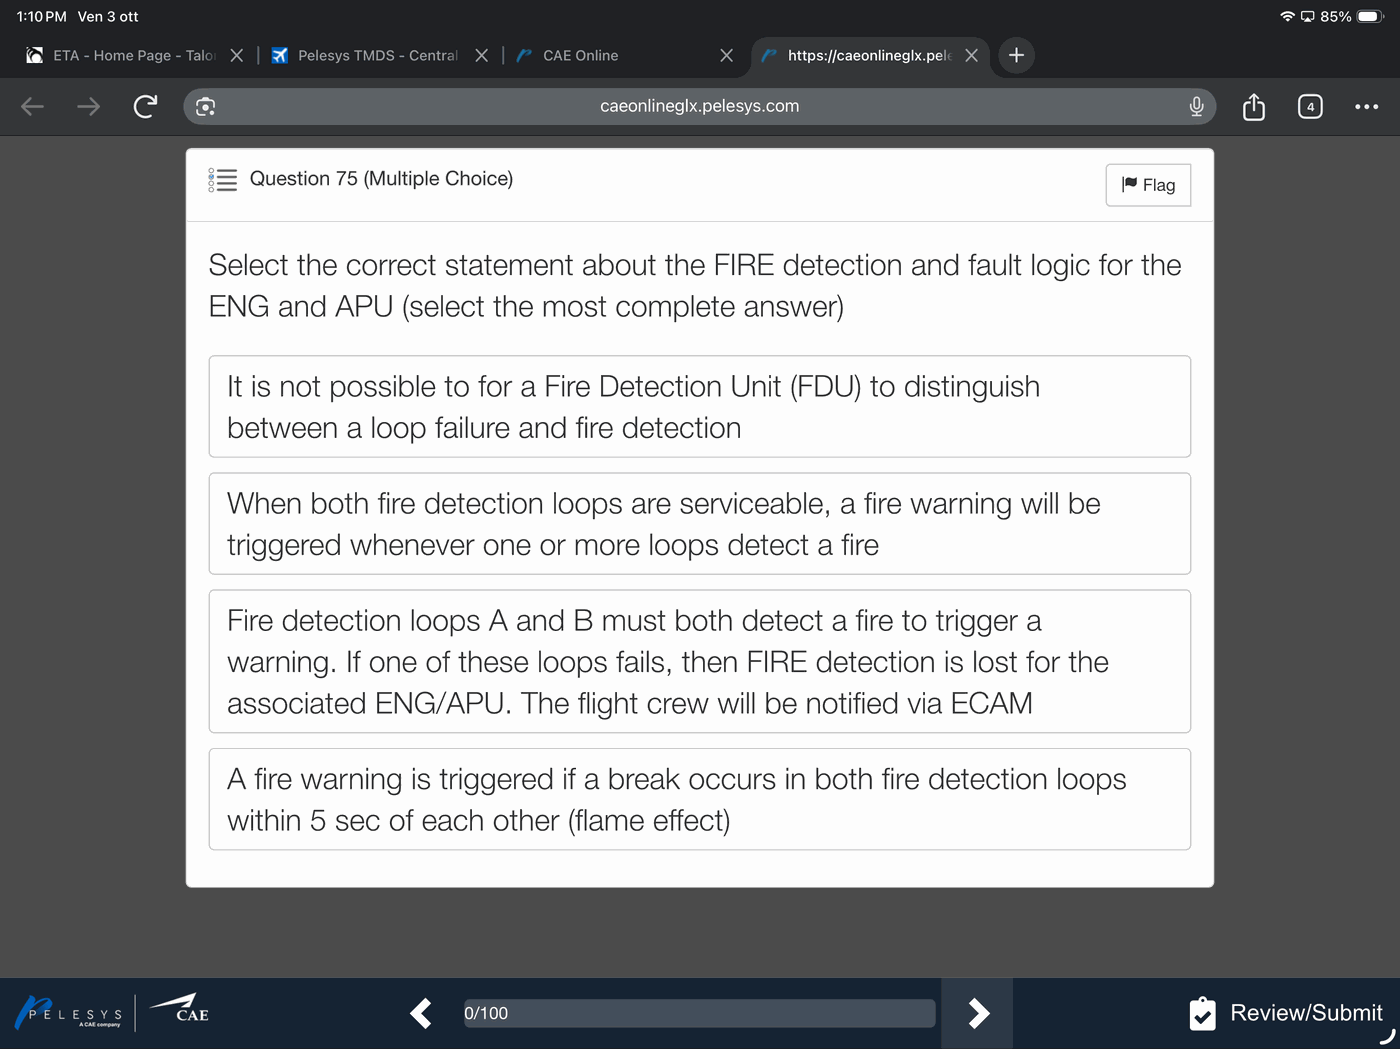 1:10 PM Ven 3 ott
85%
ETA - Home Page - Talo
Pelesys TMDS - Central
CAE Online
https://caeonlineglx.pele
caeonlineglx.pelesys.com
4
Question 75 (Multiple Choice)
Flag
Select the correct statement about the FIRE detection and fault logic for the
ENG and APU (select the most complete answer)
It is not possible to for a Fire Detection Unit (FDU) to distinguish
between a loop failure and fire detection
When both fire detection loops are serviceable, a fire warning will be
triggered whenever one or more loops detect a fire
Fire detection loops A and B must both detect a fire to trigger a
warning. If one of these loops fails, then FIRE detection is lost for the
associated ENG/APU. The flight crew will be notified via ECAM
A fire warning is triggered if a break occurs in both fire detection loops
within 5 sec of each other (flame effect)
PELESYS
A CAE company
CAE
0/100
Review/Submit